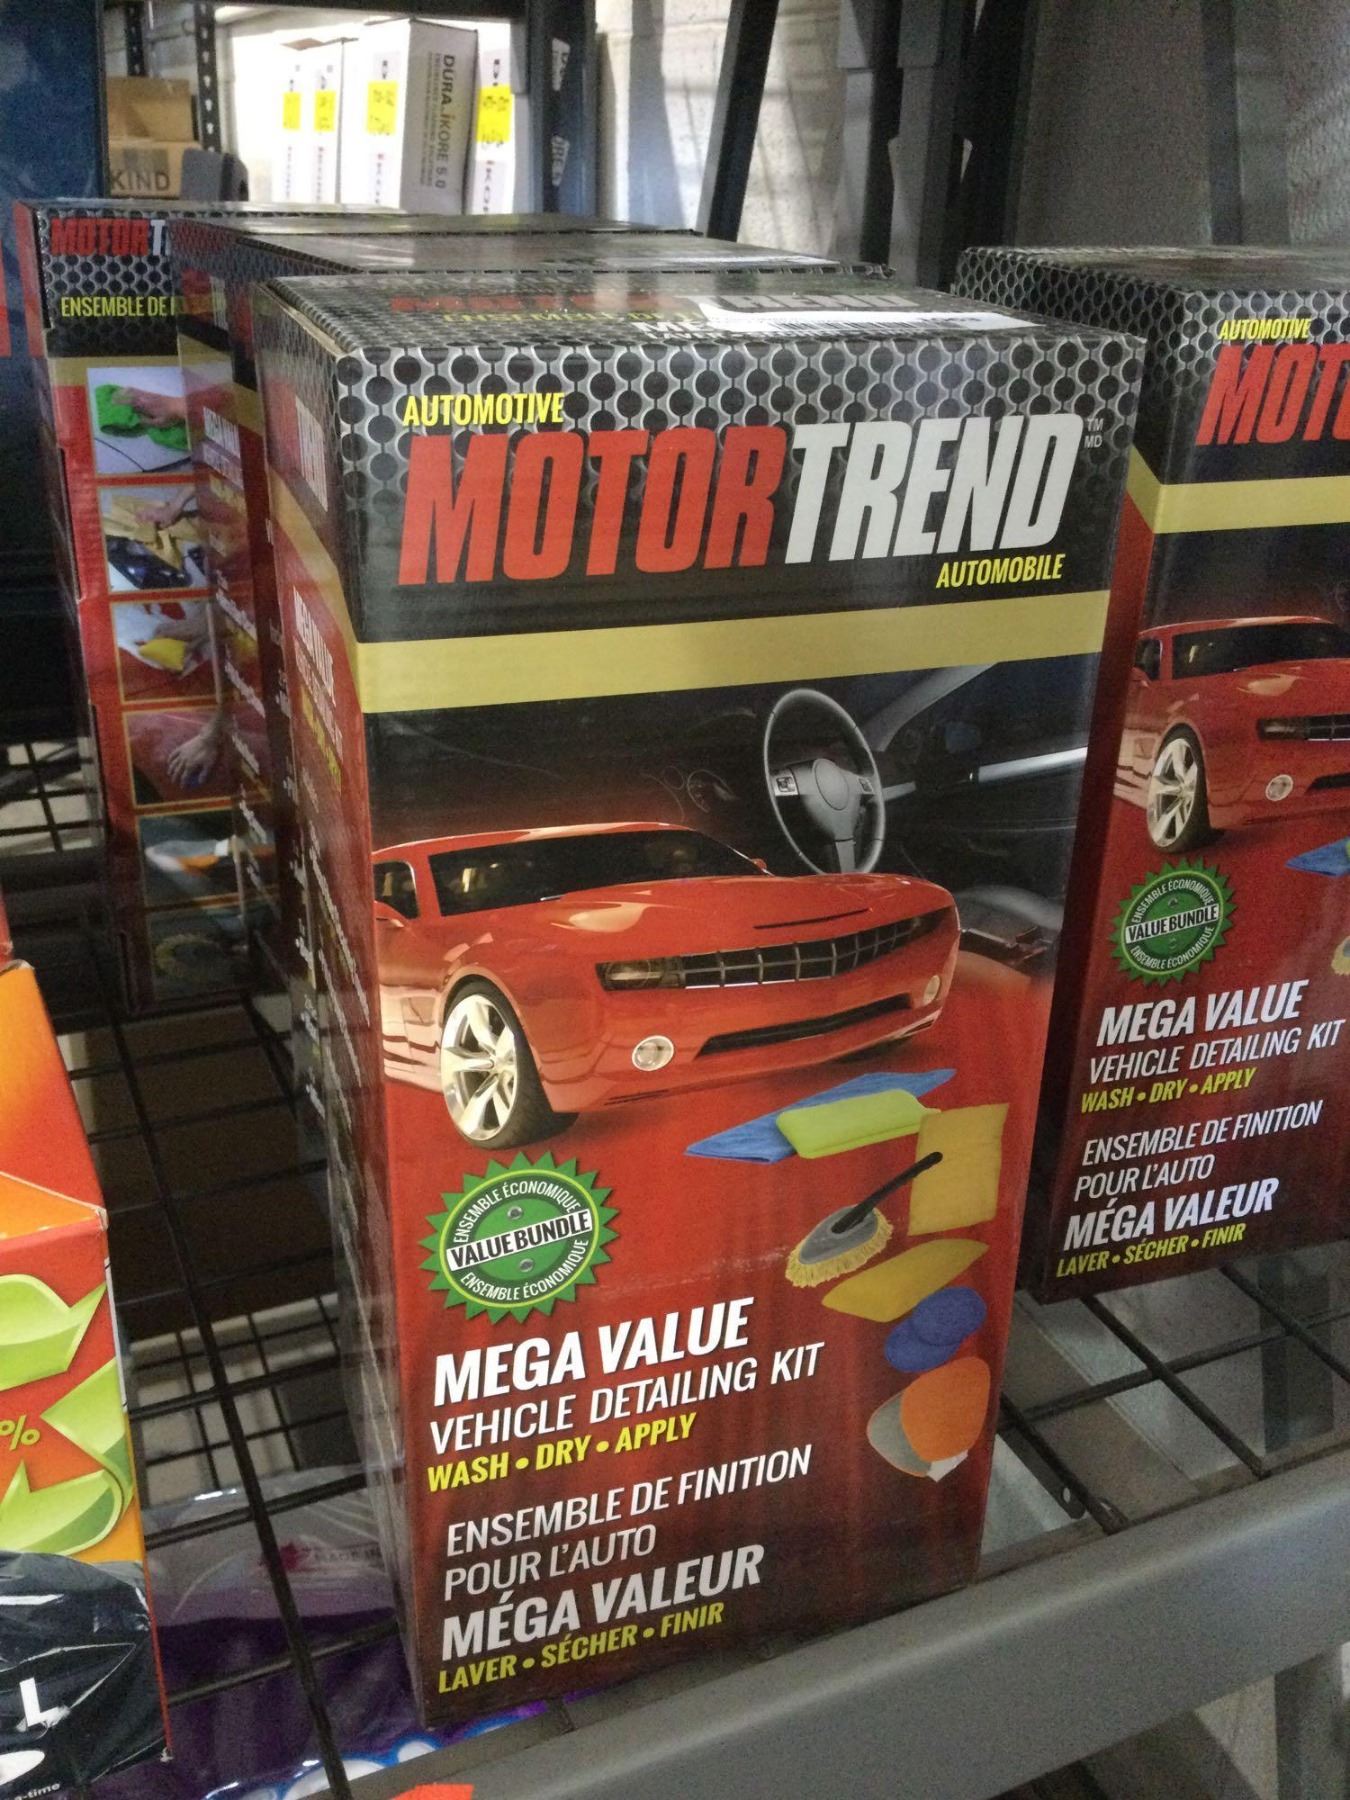 DURA.IKORE 5.0
KIND
MOTORT
ENSEMBLE DE
AUTOMOTIVE
MOTORTREND
TM
MD
AUTOMOBILE
ENSEMBLE ÉCONOMIQUE
VALUE BUNDLE
ENSEMBLE ÉCONOMIQUE
MEGA VALUE
VEHICLE DETAILING KIT
WASH • DRY • APPLY
ENSEMBLE DE FINITION
POUR L'AUTO
MÉGA VALEUR
LAVER • SÉCHER • FINIR
AUTOMOTIVE
MOT
ENSEMBLE ÉCONOMIQUE
VALUE BUNDLE
ENSEMBLE ÉCONOMIQUE
MEGA VALUE
VEHICLE DETAILING KIT
WASH • DRY • APPLY
ENSEMBLE DE FINITION
POUR L'AUTO
MÉGA VALEUR
LAVER • SÉCHER • FINIR
%
L
-time